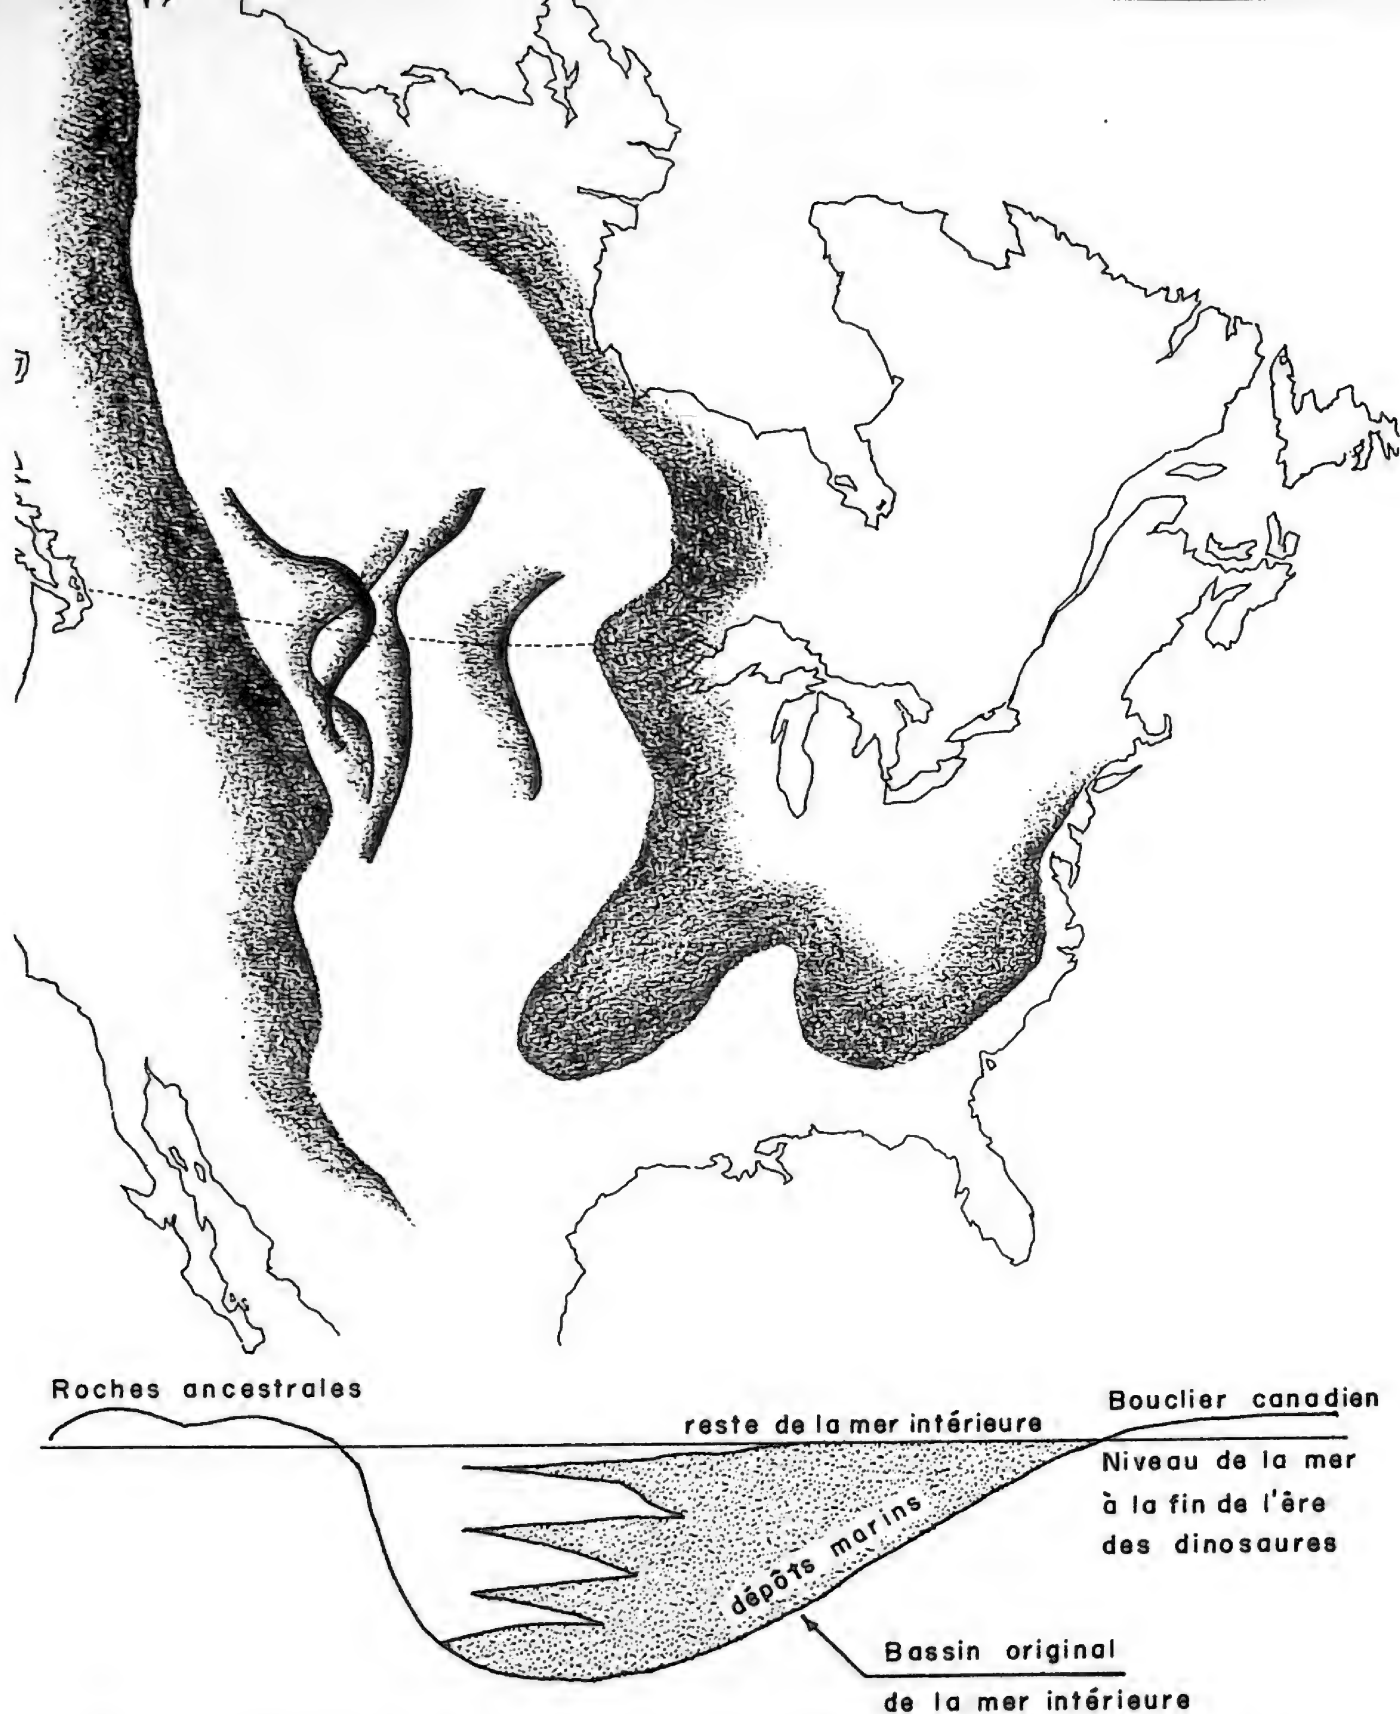 Roches ancestrales
Bouclier canadien
reste de la mer intérieure
Niveau de la mer
à la fin de l'ère
des dinosaures
dépôts marins
Bassin original
de la mer intérieure